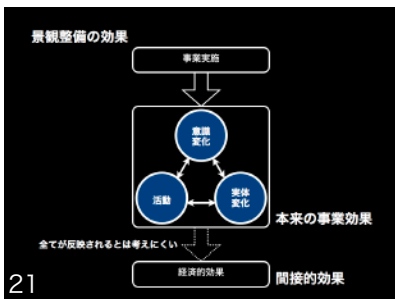 景観整備の効果
事業実施
意識
変化
活動
実体
変化
本来の事業効果
全てが反映されるとは考えにくい
経済的効果
間接的効果
21